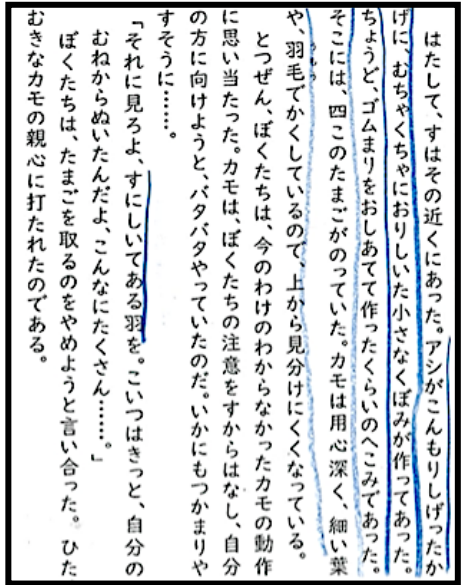 はたして、すはその近くにあった。アシがこんもりしげったか
げに、むちゃくちゃにおりしいた小さなくぼみが作ってあった。
ちょうど、ゴムまりをおしあてて作ったくらいのへこみであった。
そこには、四このたまごがのっていた。カモは用心深く、細い葉
や、羽毛でかくしているので、上から見分けにくくなっている。
とつぜん、ぼくたちは、今のわけのわからなかったカモの動作
に思い当たった。カモは、ぼくたちの注意をすからはなし、自分
の方に向けようと、バタバタやっていたのだ。いかにもつかまりや
すそうに……。
「それに見ろよ、すにしいてある羽を。こいつはきっと、自分の
むねからぬいたんだよ、こんなにたくさん……。」
ぼくたちは、たまごを取るのをやめようと言い合った。ひた
むきなカモの親心に打たれたのである。